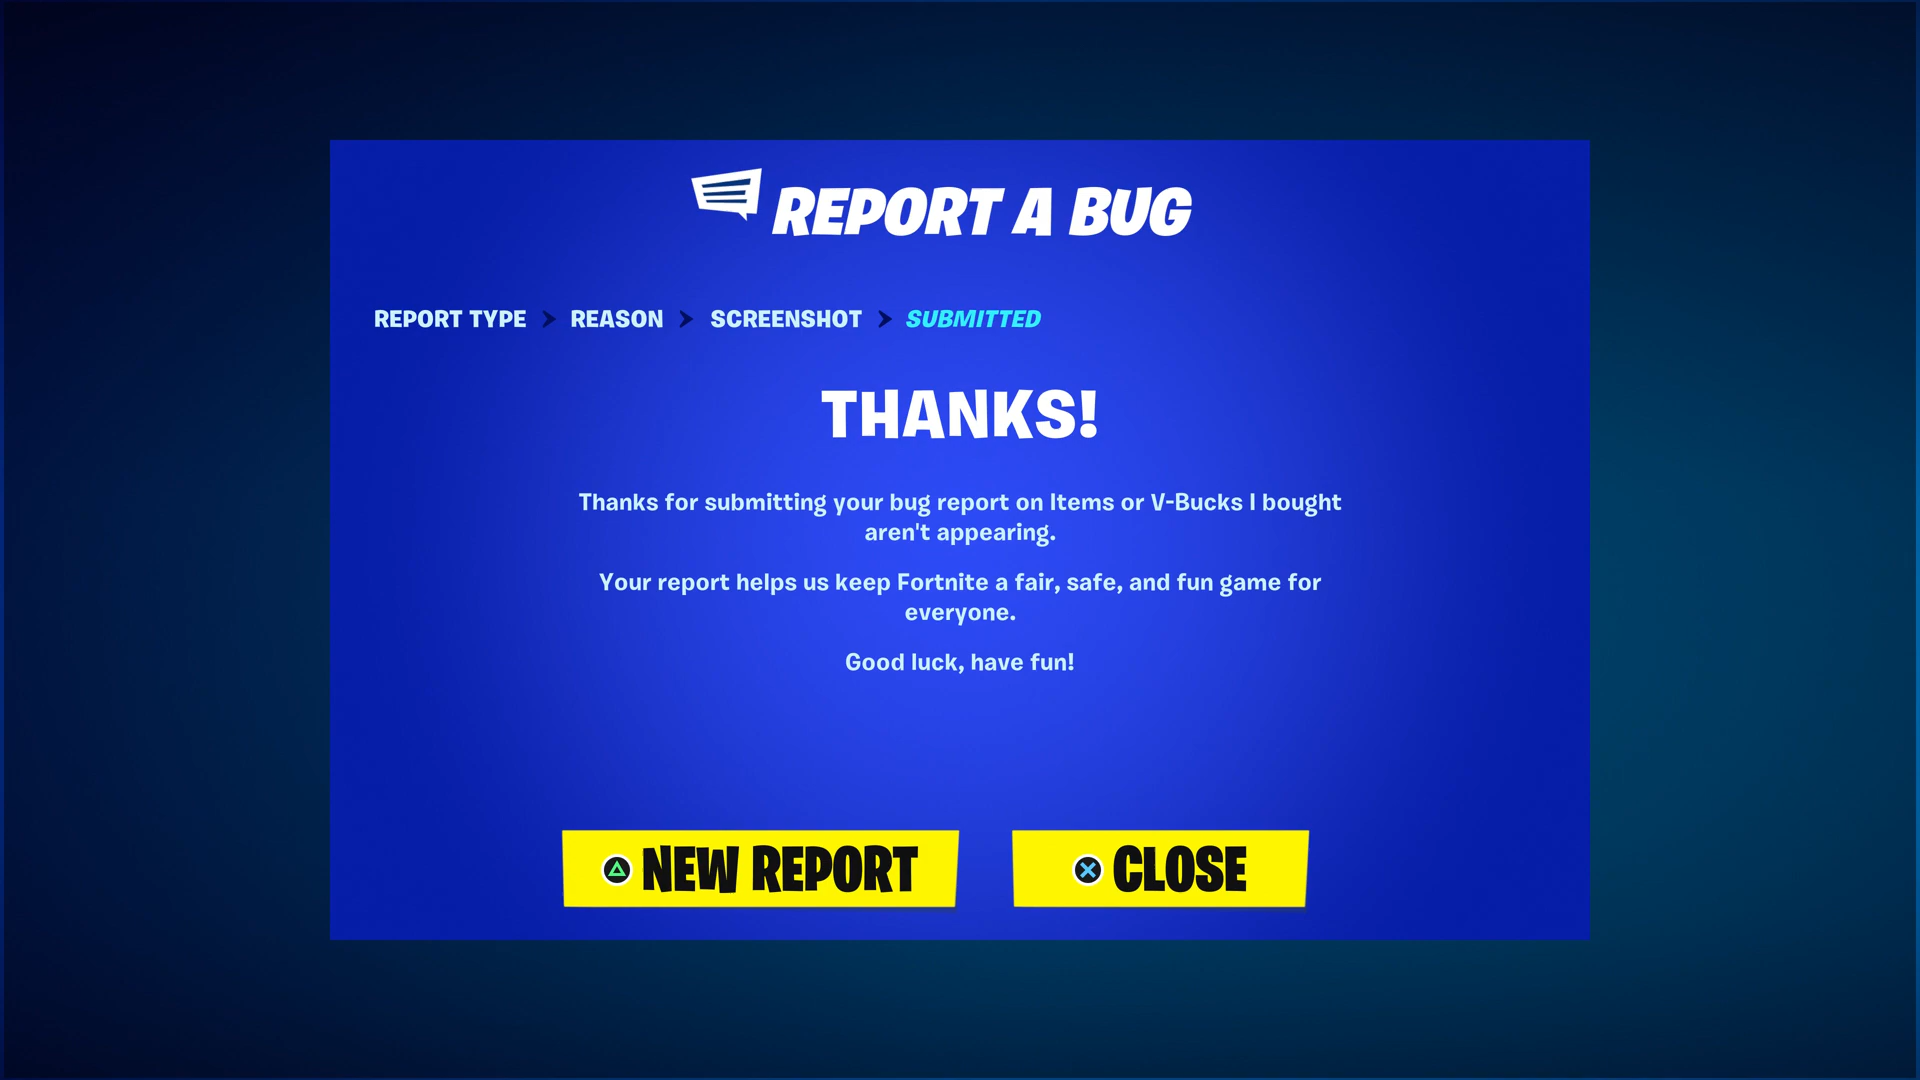 REPORT A BUG
REPORT TYPE > REASON > SCREENSHOT > SUBMITTED
THANKS!
Thanks for submitting your bug report on Items or V-Bucks I bought
aren't appearing.
Your report helps us keep Fortnite a fair, safe, and fun game for
everyone.
Good luck, have fun!
NEW REPORT
CLOSE